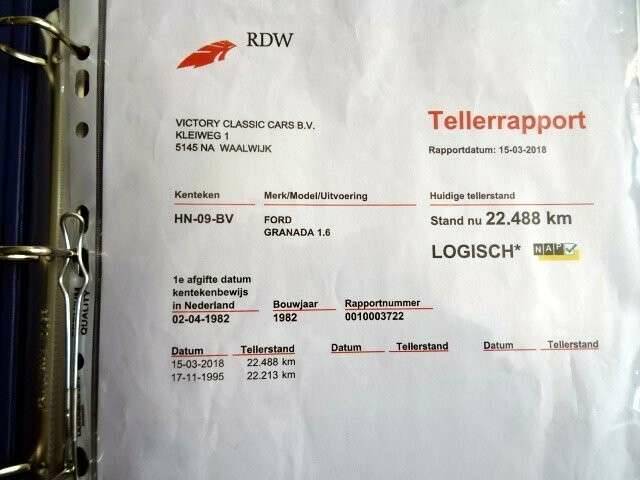 RDW
VICTORY CLASSIC CARS B.V.
KLEIWEG 1
5145 NA WAALWIJK
Tellerrapport
Rapportdatum: 15-03-2018
Kenteken Merk/Model/Uitvoering Huidige tellerstand
HN-09-BV FORD Stand nu 22.488 km
GRANADA 1.6
LOGISCH* NAP
1e afgifte datum
kentekenbewijs
in Nederland Bouwjaar Rapportnummer
02-04-1982 1982 0010003722
Datum Tellerstand Datum Tellerstand Datum Tellerstand
15-03-2018 22.488 km
17-11-1995 22.213 km
QUALITY